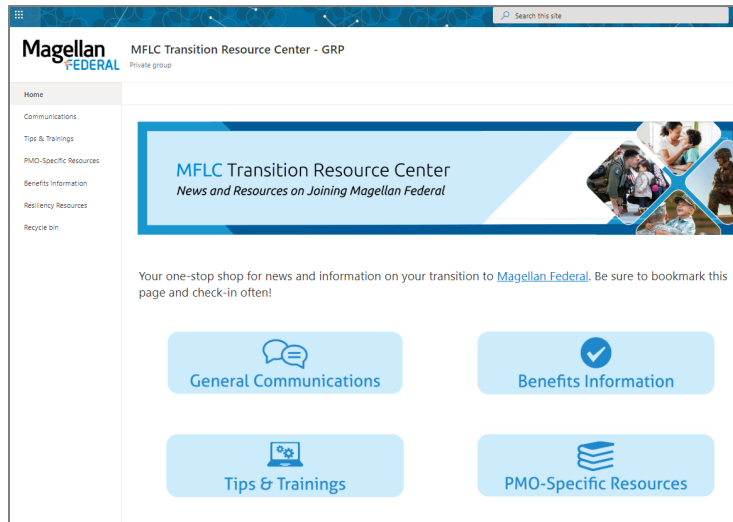 Search this site
Magellan
FEDERAL
MFLC Transition Resource Center - GRP
Private group
Home
Communications
Tips & Trainings
PMO-Specific Resources
Benefits Information
Resiliency Resources
Recycle bin
MFLC Transition Resource Center
News and Resources on Joining Magellan Federal
Your one-stop shop for news and information on your transition to Magellan Federal. Be sure to bookmark this
page and check-in often!
General Communications
Benefits Information
Tips & Trainings
PMO-Specific Resources